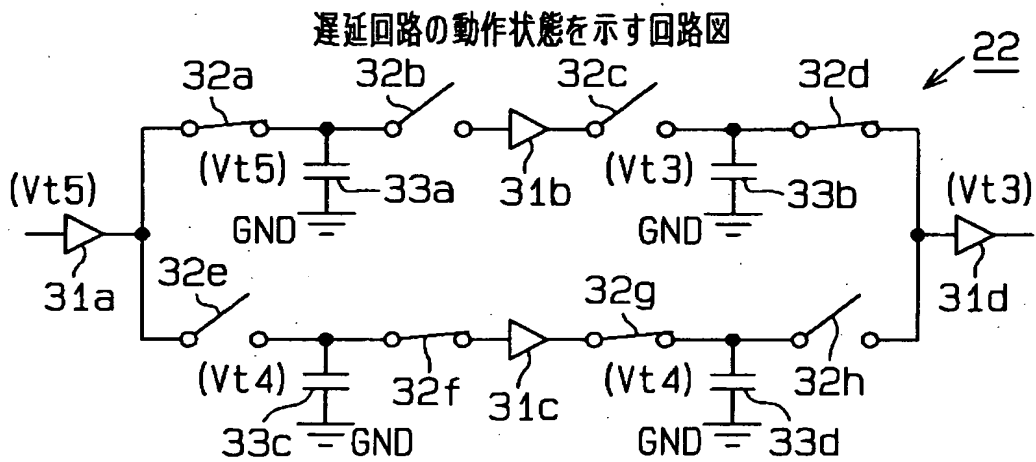 遅延回路の動作状態を示す回路図
22
32a 32b 32c 32d
(Vt5) 33a 31b (Vt3) 33b
(Vt5) GND GND (Vt3)
31a 32e 32g 31d
(Vt4) 32f 31c (Vt4) 32h
33c GND GND 33d